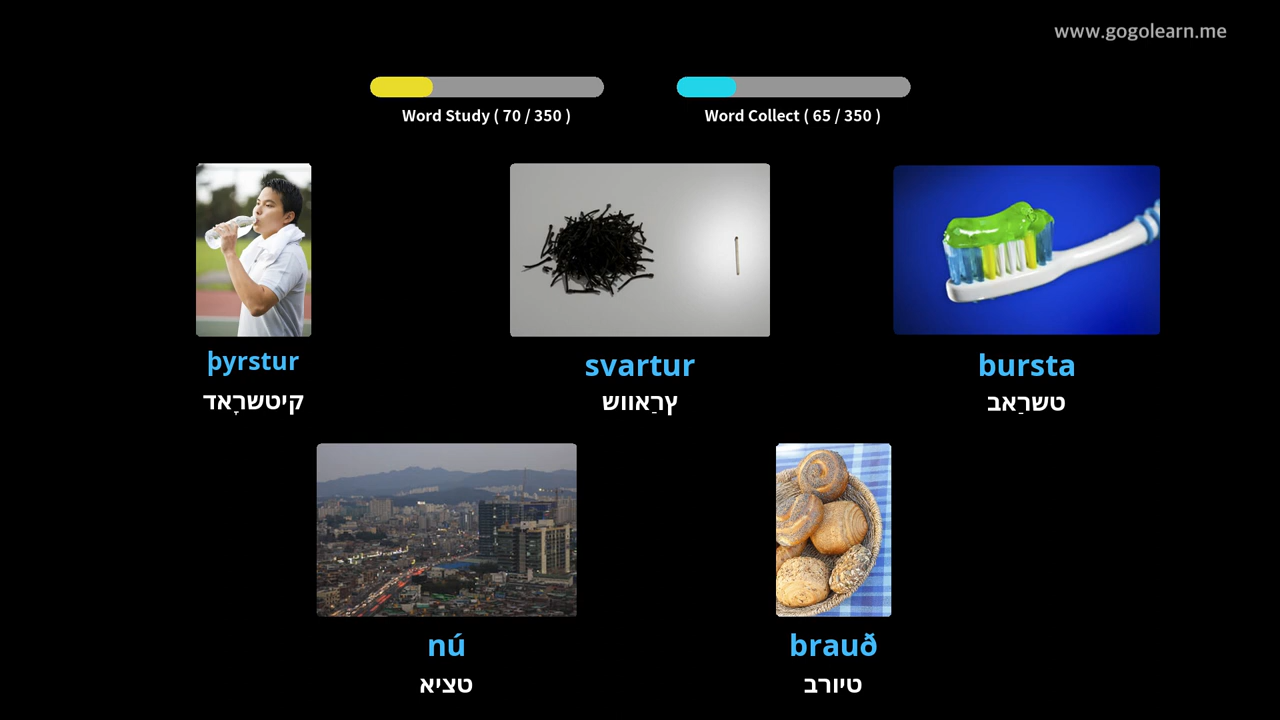 www.gogolearn.me
Word Study ( 70 / 350 )
Word Collect ( 65 / 350 )
þyrstur
קיטשרָאד
svartur
ץרַאווש
bursta
טשרַאב
nú
טציא
brauð
טיורב